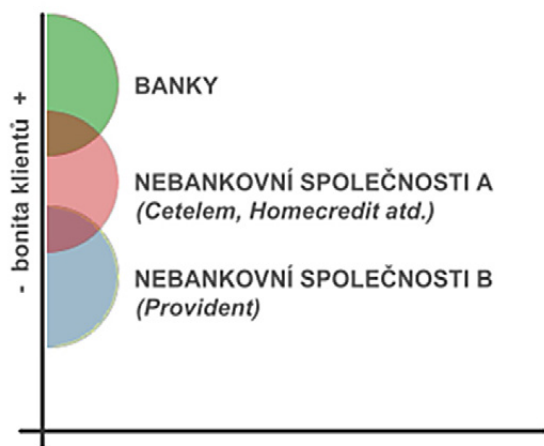 - bonita klientů +
BANKY
NEBANKOVNÍ SPOLEČNOSTI A
(Cetelem, Homecredit atd.)
NEBANKOVNÍ SPOLEČNOSTI B
(Provident)